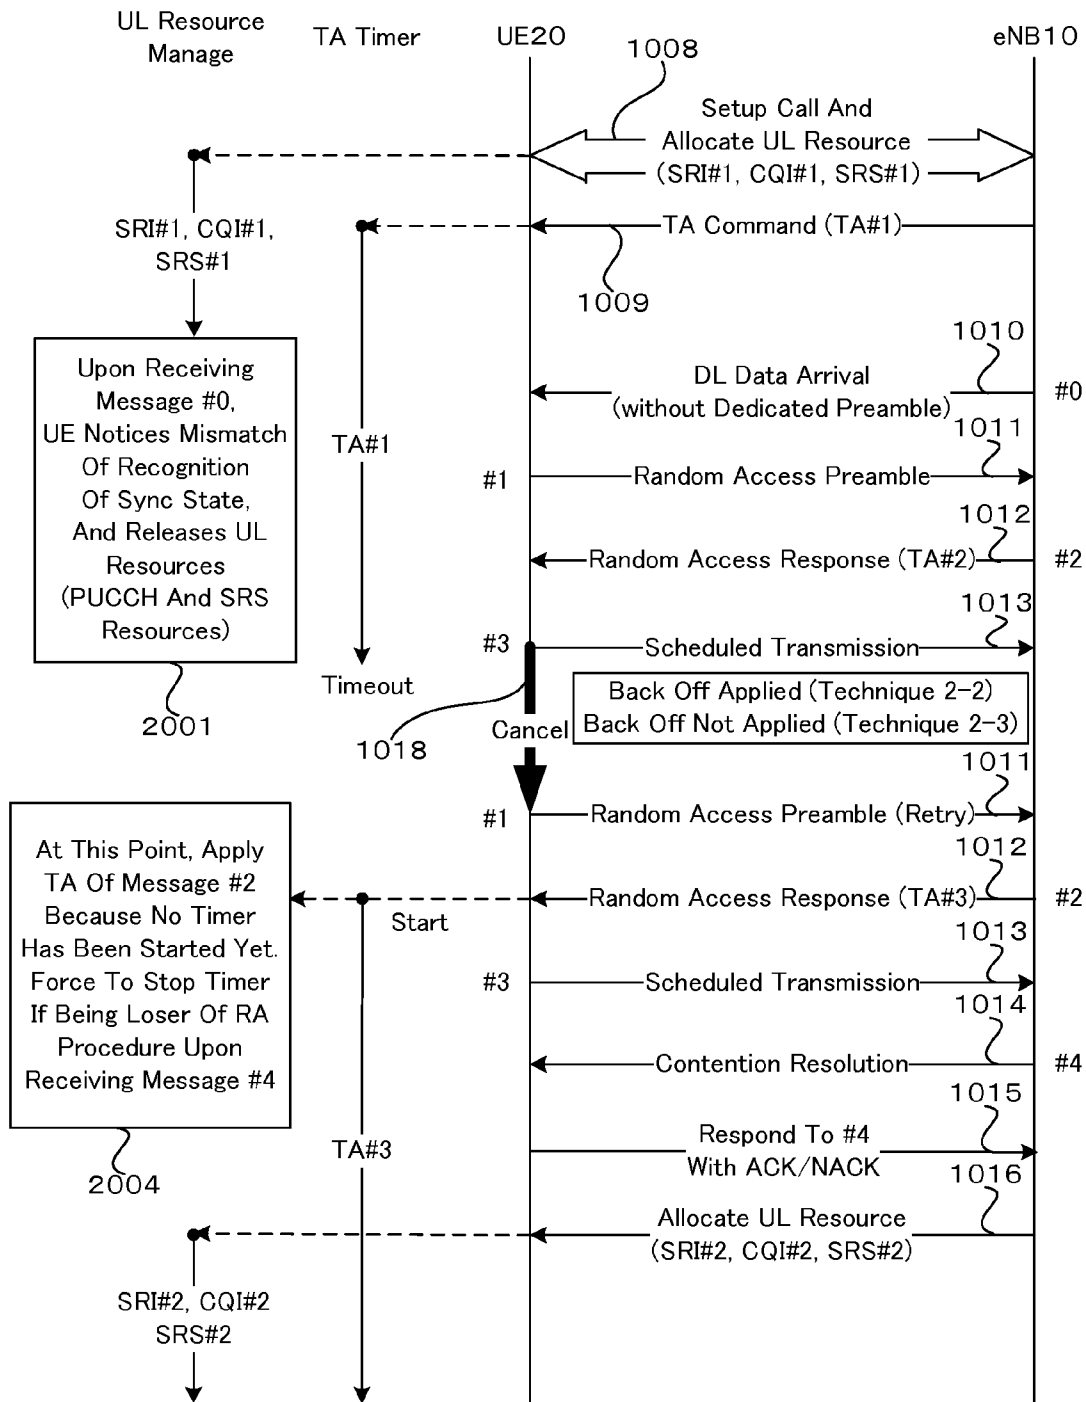 UL Resource
Manage
TA Timer
UE20
eNB10
1008
Setup Call And
Allocate UL Resource
(SRI#1, CQI#1, SRS#1)
SRI#1, CQI#1,
SRS#1
TA Command (TA#1)
1009
1010
DL Data Arrival
(without Dedicated Preamble)
#0
Upon Receiving
Message #0,
UE Notices Mismatch
Of Recognition
Of Sync State,
And Releases UL
Resources
(PUCCH And SRS
Resources)
2001
TA#1
Timeout
1011
#1
Random Access Preamble
1012
Random Access Response (TA#2)
#2
1013
#3
Scheduled Transmission
1018
Cancel
Back Off Applied (Technique 2-2)
Back Off Not Applied (Technique 2-3)
1011
#1
Random Access Preamble (Retry)
1012
Random Access Response (TA#3)
#2
Start
At This Point, Apply
TA Of Message #2
Because No Timer
Has Been Started Yet.
Force To Stop Timer
If Being Loser Of RA
Procedure Upon
Receiving Message #4
2004
1013
#3
Scheduled Transmission
1014
Contention Resolution
#4
TA#3
1015
Respond To #4
With ACK/NACK
1016
Allocate UL Resource
(SRI#2, CQI#2, SRS#2)
SRI#2, CQI#2
SRS#2